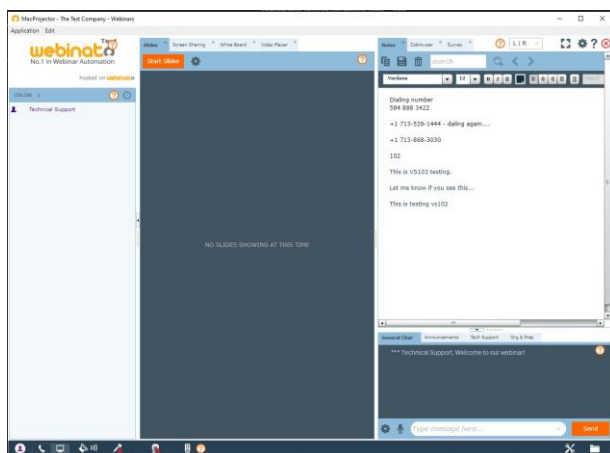 MacProjector - The Test Company - Webinars
Application Edit
Test
webinato
No.1 in Webinar Automation
hosted on webinato
ONLINE
Technical Support
Slides
Screen Sharing
White Board
Video Player
Start Slides
NO SLIDES SHOWING AT THIS TIME
Notes
Cobrowser
Survey
L | R
search
Verdana
12
B I U
Dialing number
584 888 3422
+1 713-528-1444 - daling again....
+1 713-868-3030
102
This is VS103 testing.
Let me know if you see this...
This is testing vs102
General Chat
Announcements
Tech Support
Org & Pres
*** Technical Support, Welcome to our webinar!
Type message here...
Send